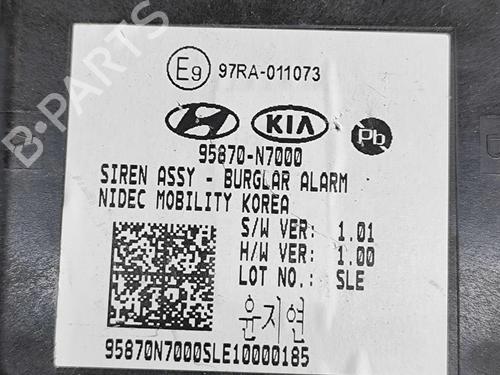 E9 97RA-011073
KIA Pb
95870-N7000
SIREN ASSY - BURGLAR ALARM
NIDEC MOBILITY KOREA
S/W VER: 1.01
H/W VER: 1.00
LOT NO.: SLE
윤지연
95870N7000SLE10000185
B-PARTS